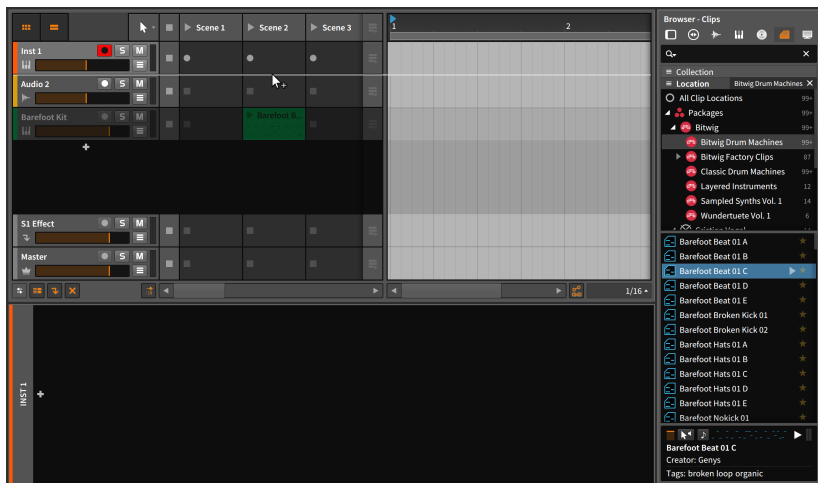 Scene 1
Scene 2
Scene 3
1
2
Inst 1
S M
Audio 2
S M
Barefoot Kit
S M
Barefoot B...
S1 Effect
S M
Master
S M
1/16
INST 1
Browser - Clips
Collection
Location Bitwig Drum Machines
All Clip Locations 99+
Packages 99+
Bitwig 99+
Bitwig Drum Machines 99+
Bitwig Factory Clips 87
Classic Drum Machines 99+
Layered Instruments 12
Sampled Synths Vol. 1 14
Wundertuete Vol. 1 6
Barefoot Beat 01 A
Barefoot Beat 01 B
Barefoot Beat 01 C
Barefoot Beat 01 D
Barefoot Beat 01 E
Barefoot Broken Kick 01
Barefoot Broken Kick 02
Barefoot Hats 01 A
Barefoot Hats 01 B
Barefoot Hats 01 C
Barefoot Hats 01 D
Barefoot Hats 01 E
Barefoot Nokick 01
Barefoot Beat 01 C
Creator: Genys
Tags: broken loop organic